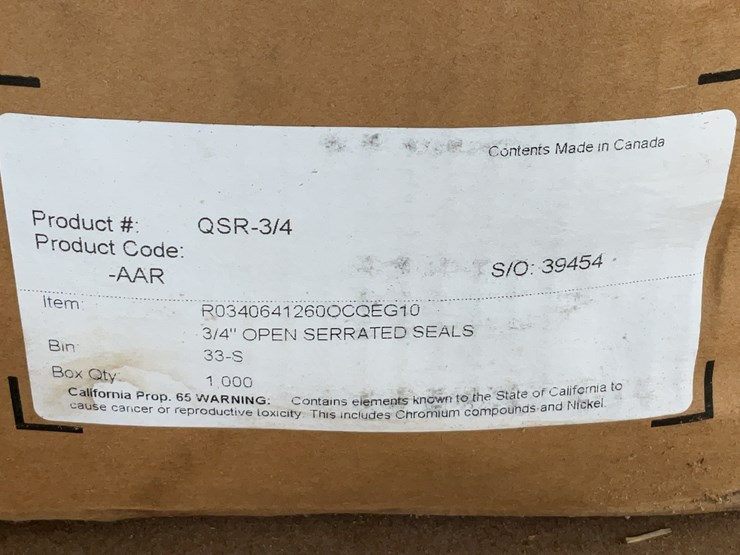 Contents Made in Canada
Product #: QSR-3/4
Product Code:
-AAR
S/O: 39454
Item: R03406412600CQEG10
3/4" OPEN SERRATED SEALS
Bin 33-S
Box Qty 1,000
California Prop. 65 WARNING: Contains elements known to the State of California to
cause cancer or reproductive toxicity. This includes Chromium compounds and Nickel.